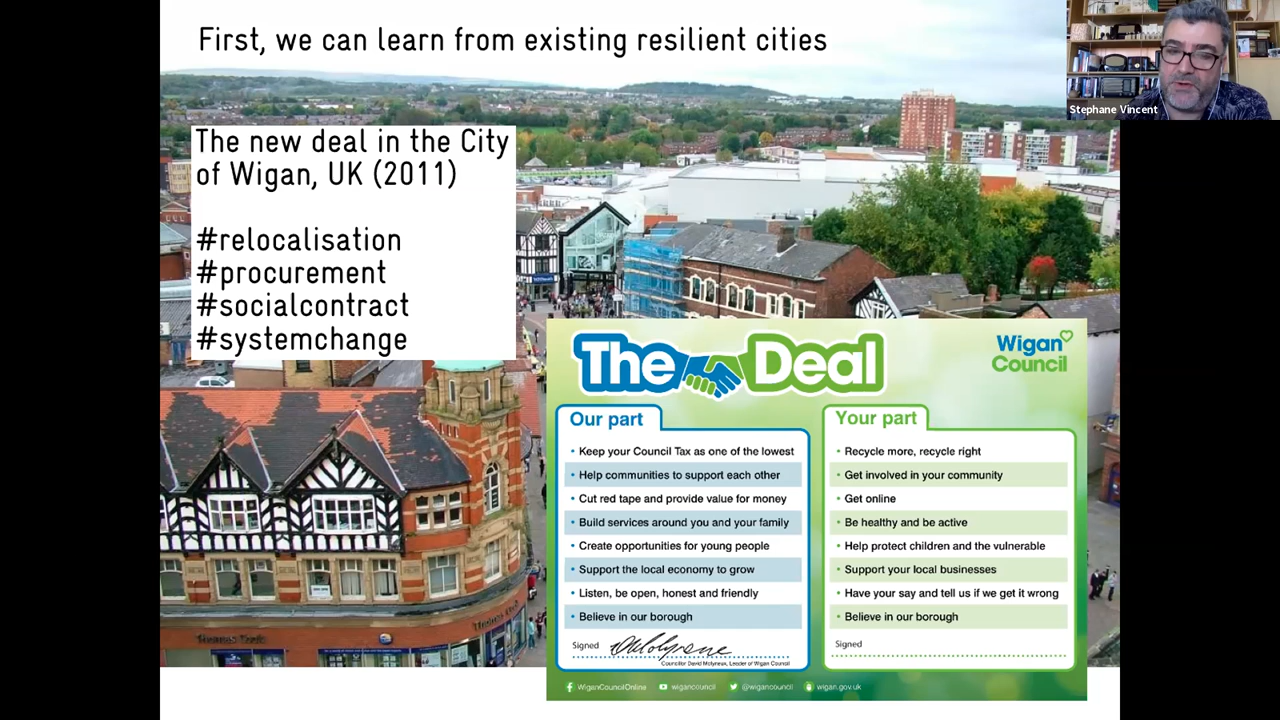 First, we can learn from existing resilient cities
Stephane Vincent
The new deal in the City
of Wigan, UK (2011)
#relocalisation
#procurement
#socialcontract
#systemchange
The Deal
Wigan
Council
Our part
• Keep your Council Tax as one of the lowest
• Help communities to support each other
• Cut red tape and provide value for money
• Build services around you and your family
• Create opportunities for young people
• Support the local economy to grow
• Listen, be open, honest and friendly
• Believe in our borough
Signed
Councillor David Molyneux, Leader of Wigan Council
Your part
• Recycle more, recycle right
• Get involved in your community
• Get online
• Be healthy and be active
• Help protect children and the vulnerable
• Support your local businesses
• Have your say and tell us if we get it wrong
• Believe in our borough
Signed
WiganCouncilOnline wigancouncil @wigancouncil wigan.gov.uk
Thomas Cook
Thomas Cook